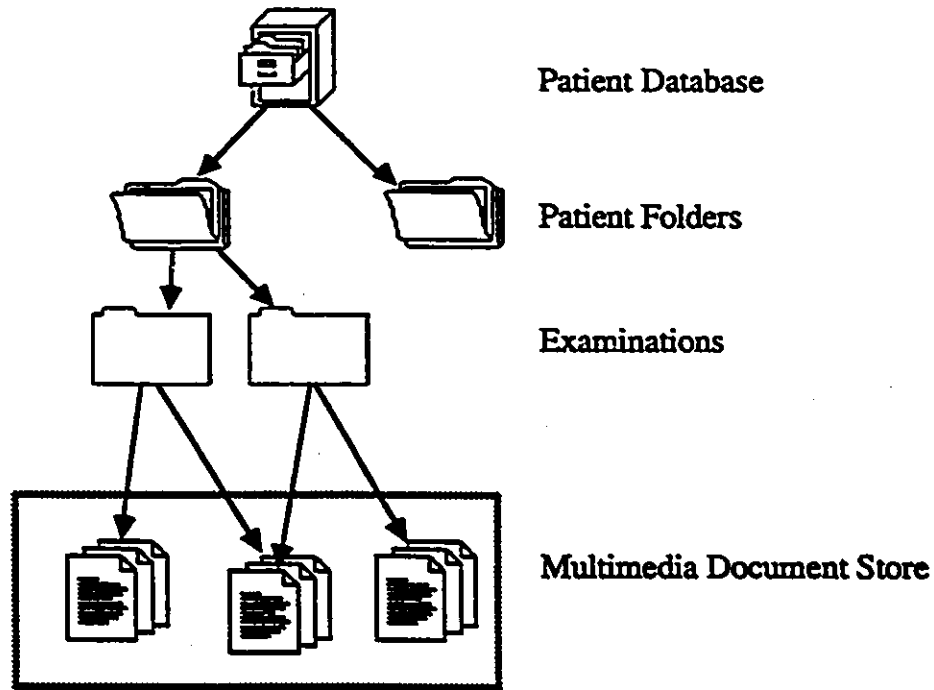 Patient Database
Patient Folders
Examinations
Multimedia Document Store